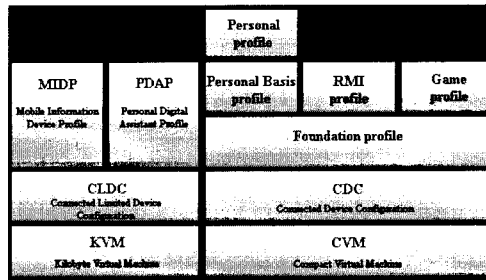 Personal
profile
MIDP
Mobile Information
Device Profile
PDAP
Personal Digital
Assistant Profile
Personal Basis
profile
RMI
profile
Game
profile
Foundation profile
CLDC
Connected Limited Device
Configuration
CDC
Connected Device Configuration
KVM
Kilobyte Virtual Machine
CVM
Compact Virtual Machine